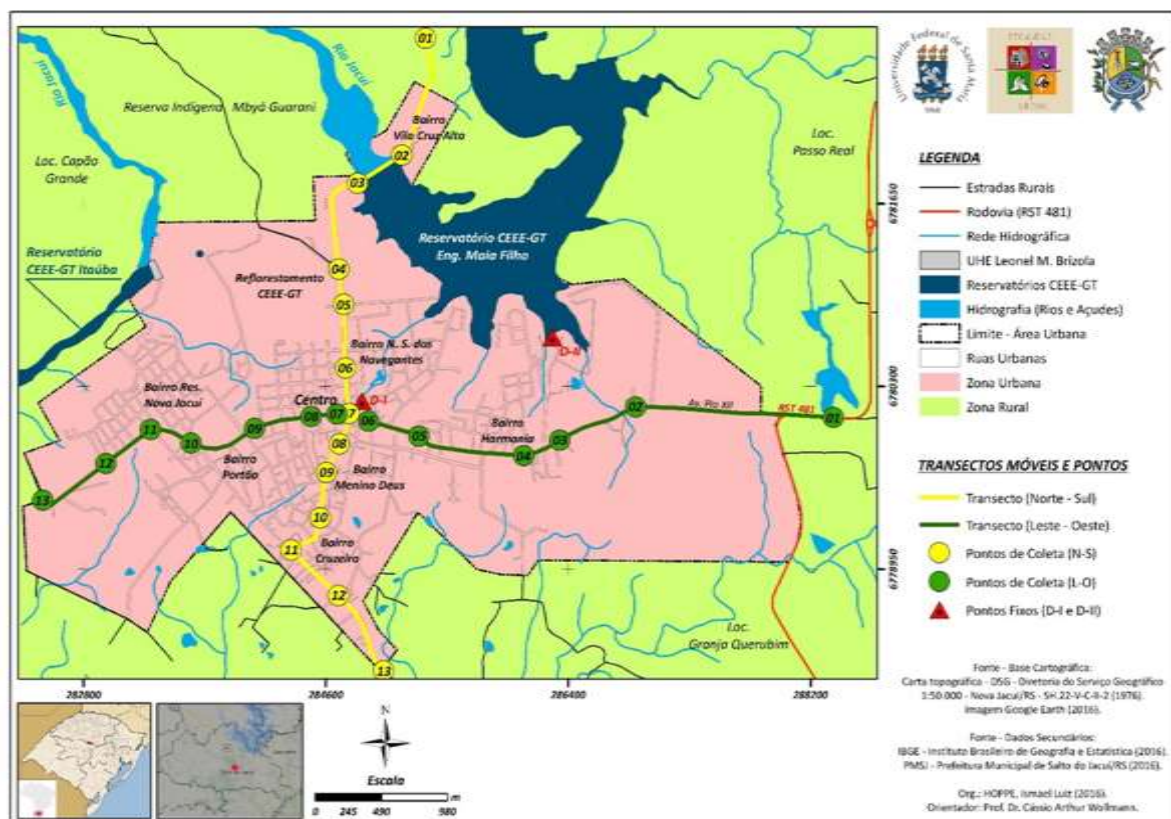 01
Rio Jacuí
Rio Jacuí
Reserva Indígena Mbyá Guarani
Bairro
Vila Cruz Alta
02
03
Loc. Capão
Grande
Loc.
Passo Real
Reservatório CEEE-GT
Eng. Maia Filho
Reservatório
CEEE-GT Itaúba
Reflorestamento
CEEE-GT
04
05
Bairro N. S. dos
Navegantes
06
D-II
Bairro Res.
Nova Jacuí
Centro
D-I
11
10
09
08
07
7
06
05
04
03
02
Av. Pio XII
RST 481
01
Bairro
Harmonia
12
13
Bairro
Portão
08
09
Bairro
Menino Deus
10
11
Bairro
Cruzeiro
12
13
Loc.
Granja Querubim
6781650
6780300
6778950
282800
284600
286400
288200
Universidade Federal de Santa Maria
1960
LEGENDA
Estradas Rurais
Rodovia (RST 481)
Rede Hidrográfica
UHE Leonel M. Brizola
Reservatórios CEEE-GT
Hidrografia (Rios e Açudes)
Limite - Área Urbana
Ruas Urbanas
Zona Urbana
Zona Rural
TRANSECTOS MÓVEIS E PONTOS
Transecto (Norte - Sul)
Transecto (Leste - Oeste)
Pontos de Coleta (N-S)
Pontos de Coleta (L-O)
Pontos Fixos (D-I e D-II)
Fonte - Base Cartográfica:
Carta topográfica - DSG - Diretoria do Serviço Geográfico
1:50.000 - Nova Jacuí/RS - SH.22-V-C-II-2 (1976).
Imagem Google Earth (2016).
Fonte - Dados Secundários:
IBGE - Instituto Brasileiro de Geografia e Estatística (2016).
PMSJ - Prefeitura Municipal de Salto do Jacuí/RS (2016).
Org.: HOPPE, Ismael Luiz (2016).
Orientador: Prof. Dr. Cássio Arthur Wollmann.
N
Escala
0 245 490 980 m